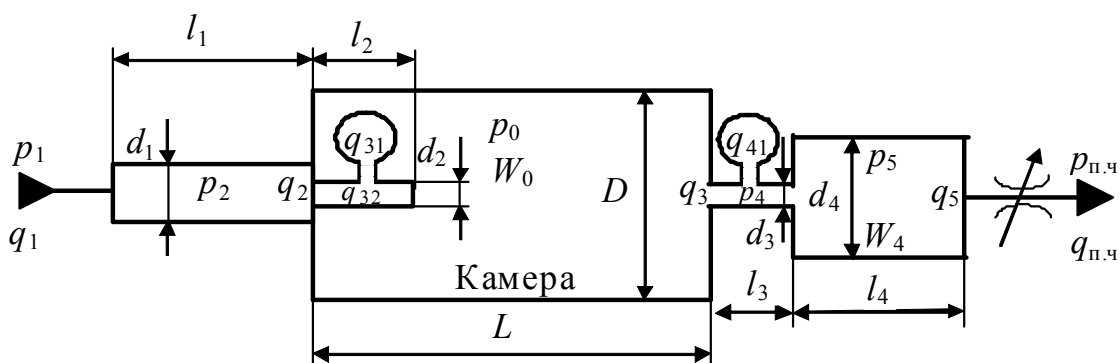 l₁
l₂
p₁
q₁
d₁
p₂
q₂
q₃₁
q₃₂
d₂
p₀
W₀
D
Камера
L
q₃
q₄₁
p₄
d₃
l₃
d₄
p₅
W₄
q₅
l₄
pп.ч
qп.ч